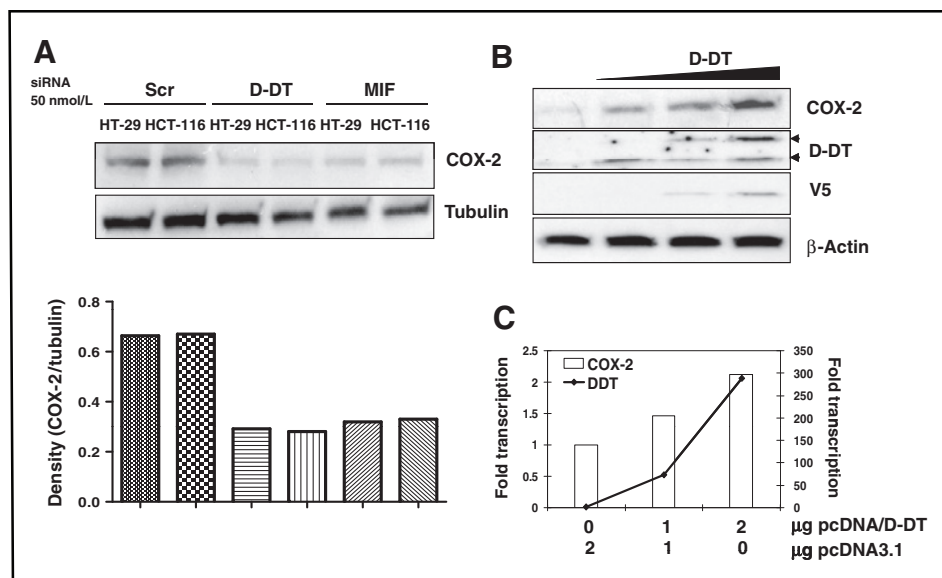 A
siRNA
50 nmol/L
Scr D-DT MIF
HT-29 HCT-116 HT-29 HCT-116 HT-29 HCT-116
COX-2
Tubulin
Density (COX-2/tubulin)
0.8
0.6
0.4
0.2
0.0
B
D-DT
COX-2
D-DT
V5
β-Actin
C
Fold transcription
2.5
2
1.5
1
0.5
0
COX-2
DDT
350
300
250
200
150
100
50
0
Fold transcription
0 1 2 µg pcDNA/D-DT
2 1 0 µg pcDNA3.1